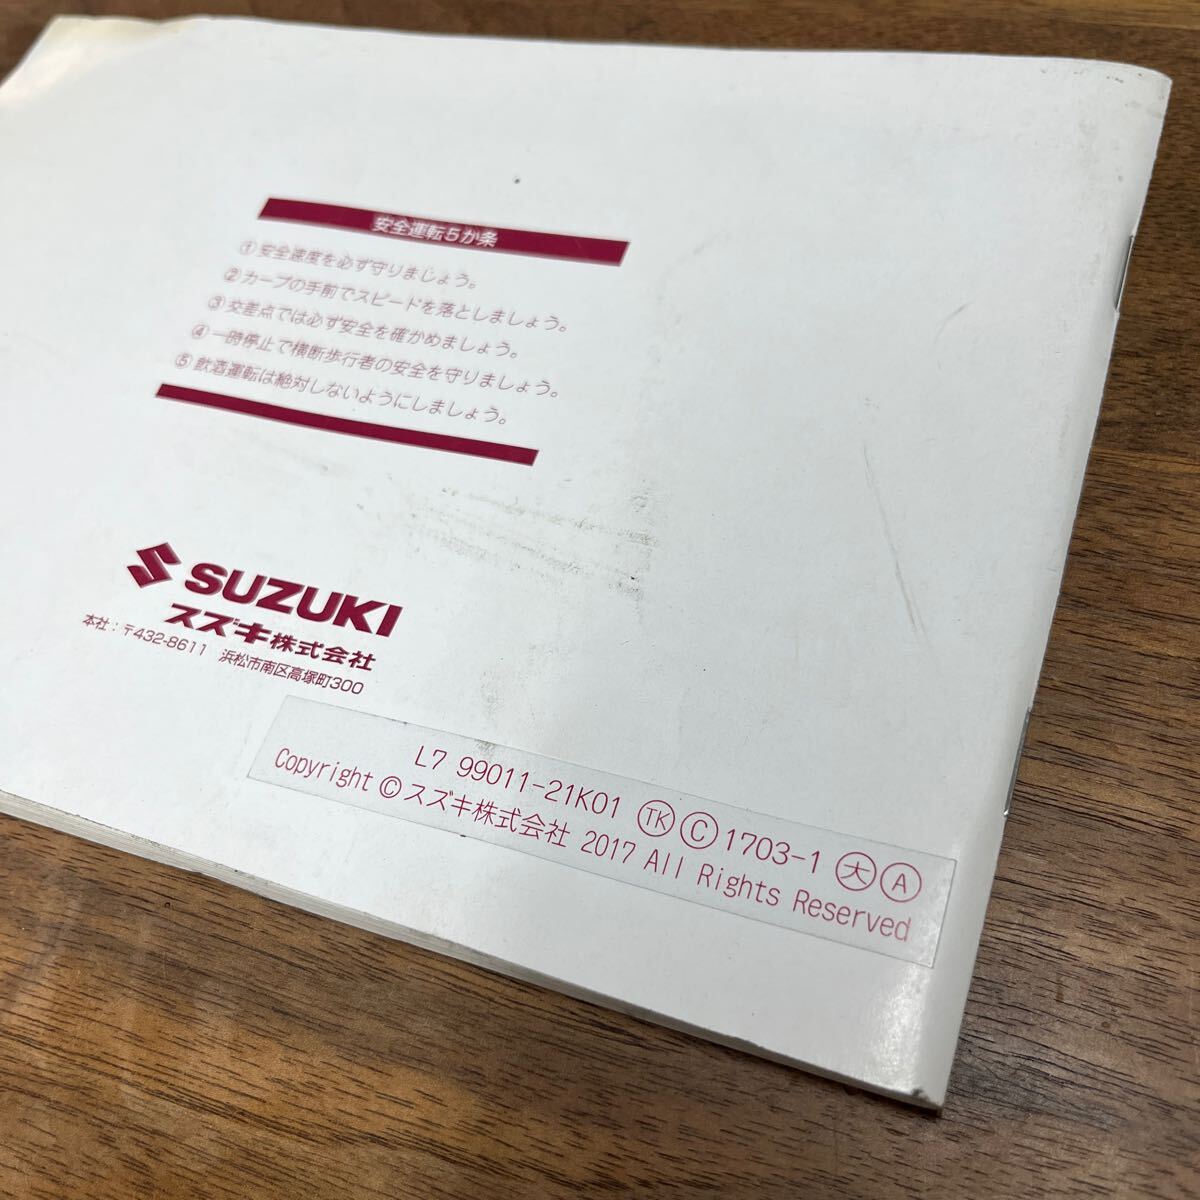 安全運転5か条
① 安全速度を必ず守りましょう。
② カーブの手前でスピードを落としましょう。
③ 交差点では必ず安全を確かめましょう。
④ 一時停止で横断歩行者の安全を守りましょう。
⑤ 飲酒運転は絶対しないようにしましょう。
SUZUKI
スズキ株式会社
本社:〒432-8611 浜松市南区高塚町300
L7 99011-21K01 TK C 1703-1 大 A
Copyright © スズキ株式会社 2017 All Rights Reserved